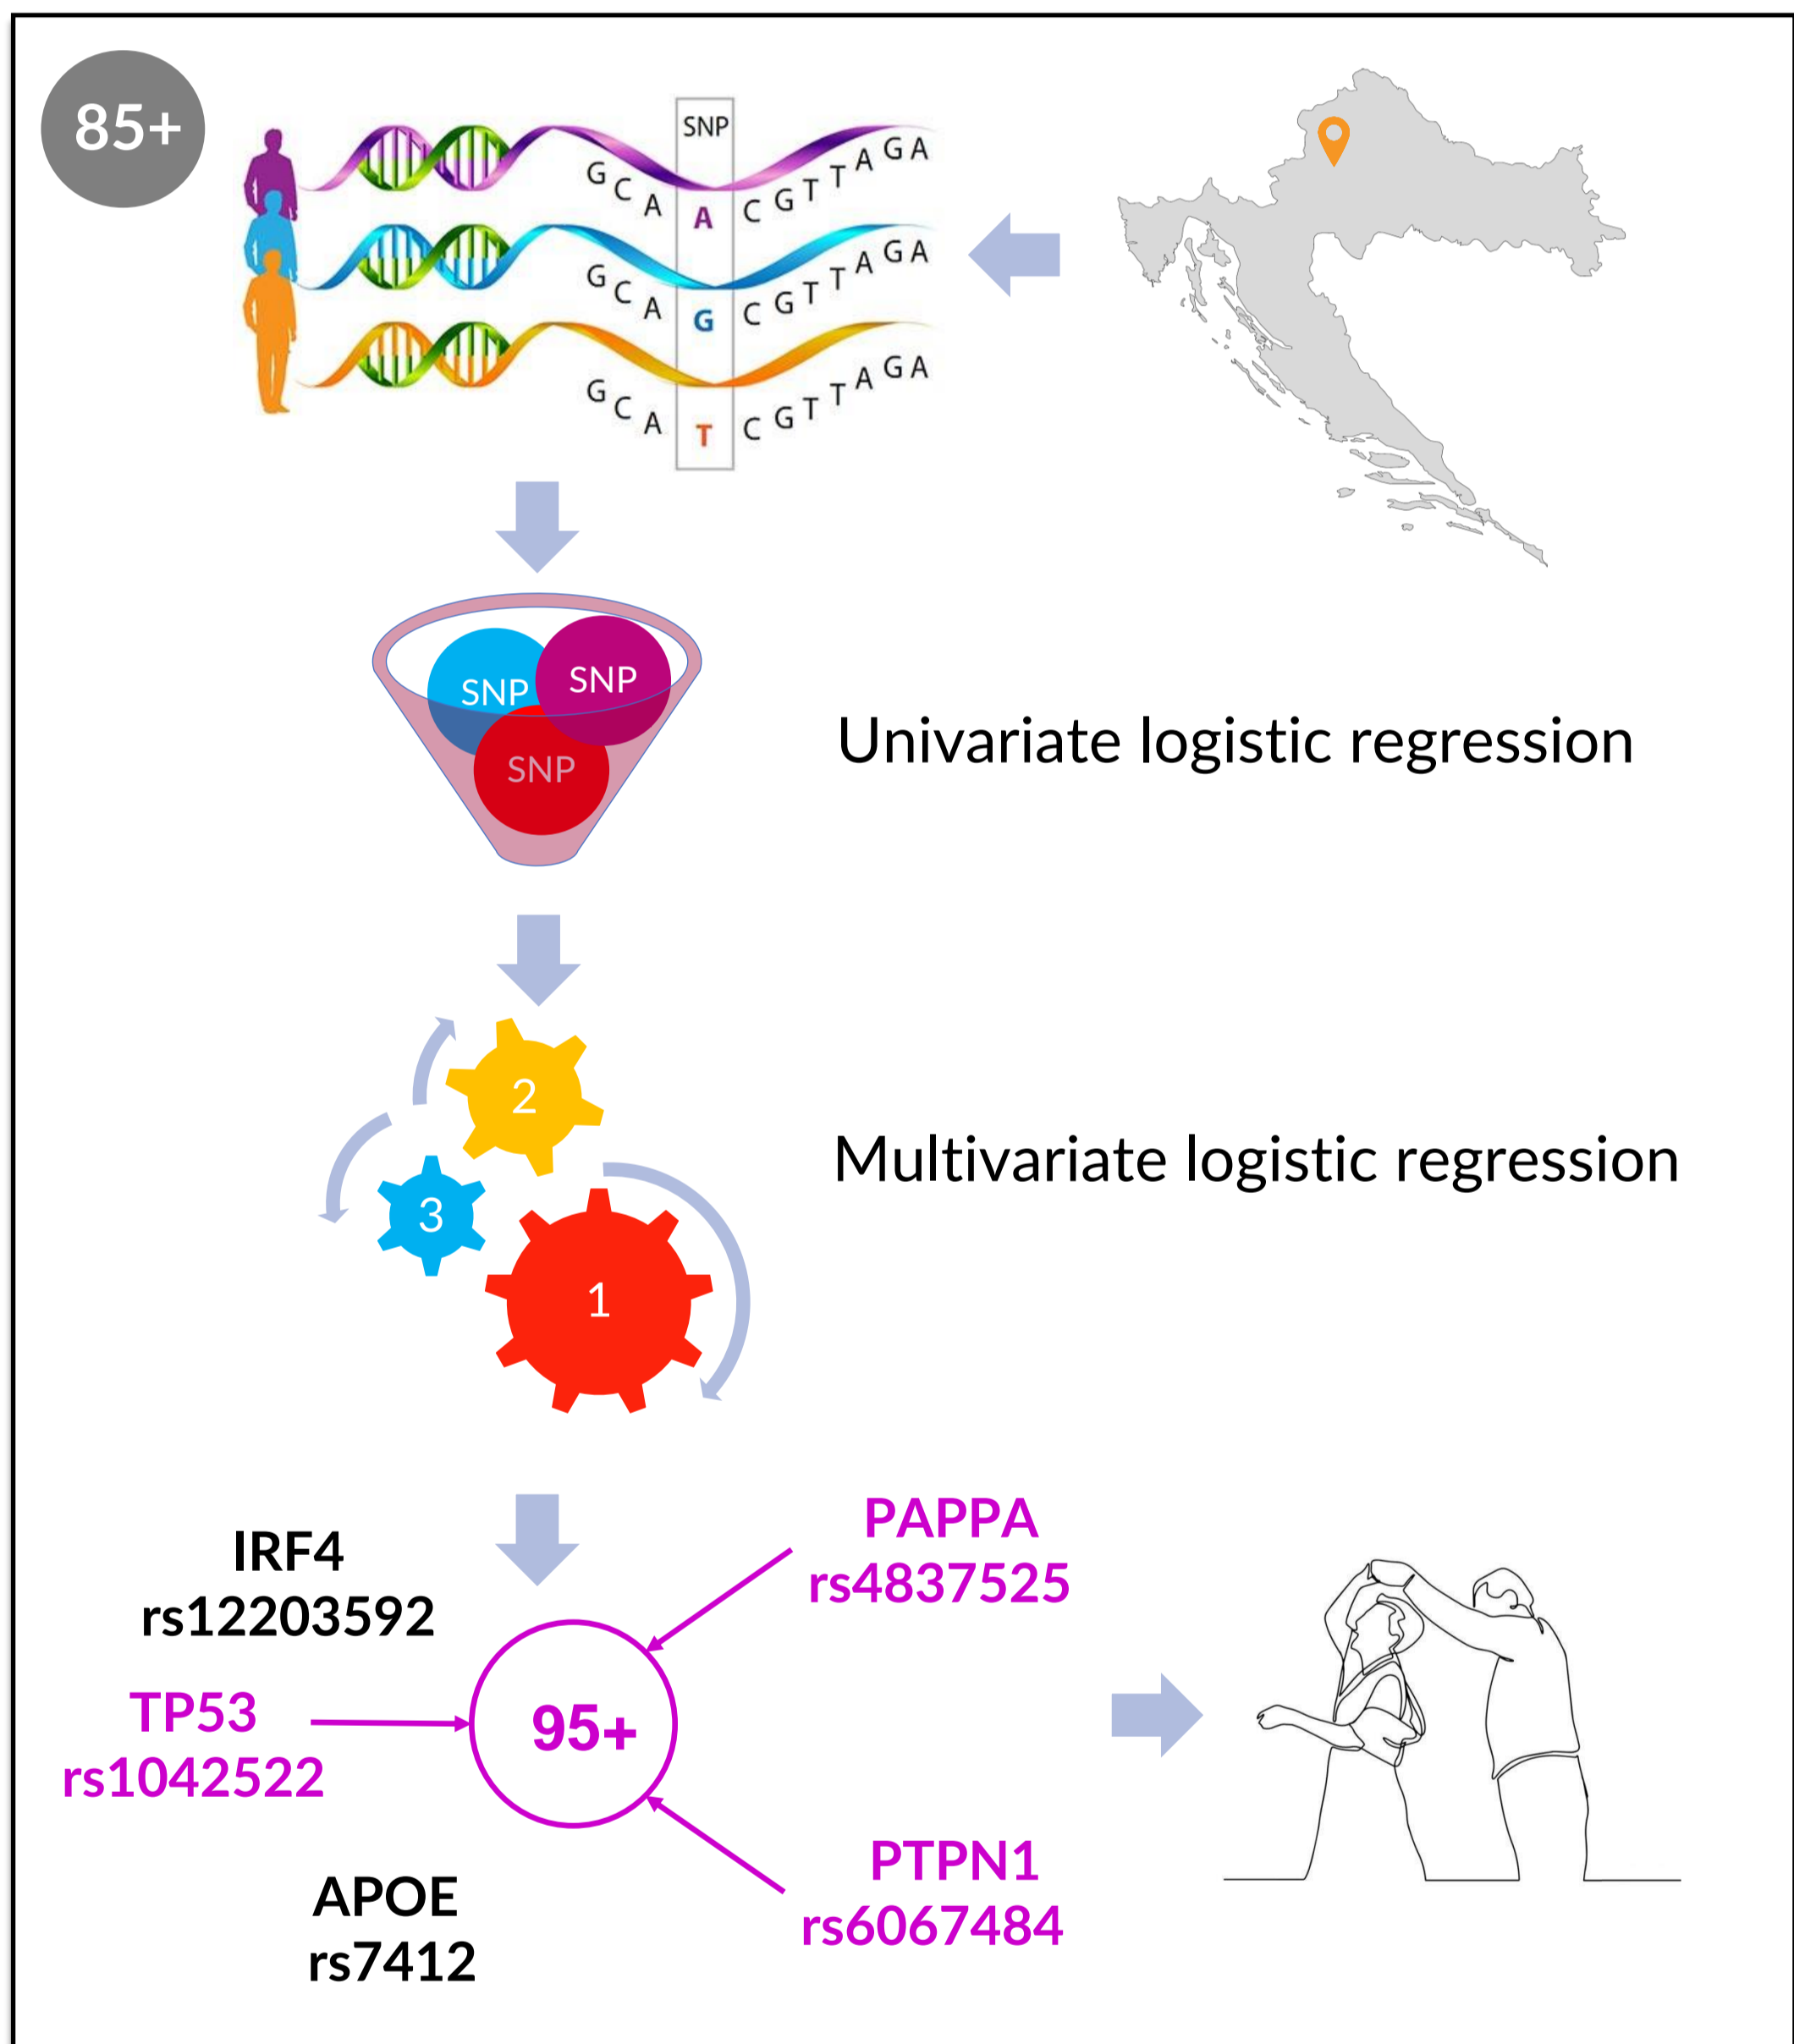 85+
SNP
G C A A C G T T A G A
G C A G C G T T A G A
G C A T C G T T A G A
SNP
SNP
SNP
Univariate logistic regression
2
3
1
Multivariate logistic regression
IRF4
rs12203592
PAPPA
rs4837525
TP53
rs1042522
95+
PTPN1
rs6067484
APOE
rs7412